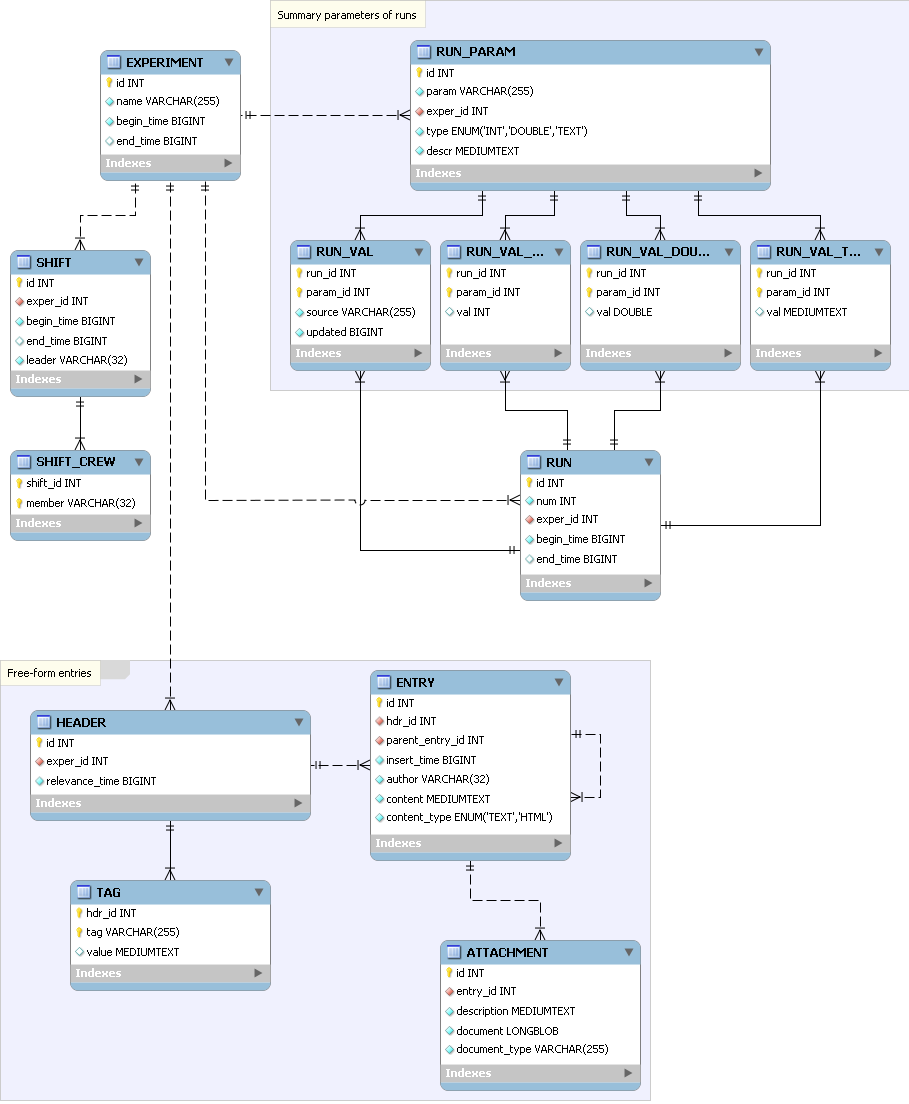 Summary parameters of runs
EXPERIMENT
id INT
name VARCHAR(255)
begin_time BIGINT
end_time BIGINT
Indexes
RUN_PARAM
id INT
param VARCHAR(255)
exper_id INT
type ENUM('INT','DOUBLE','TEXT')
descr MEDIUMTEXT
Indexes
SHIFT
id INT
exper_id INT
begin_time BIGINT
end_time BIGINT
leader VARCHAR(32)
Indexes
RUN_VAL
run_id INT
param_id INT
source VARCHAR(255)
updated BIGINT
Indexes
RUN_VAL_...
run_id INT
param_id INT
val INT
Indexes
RUN_VAL_DOU...
run_id INT
param_id INT
val DOUBLE
Indexes
RUN_VAL_T...
run_id INT
param_id INT
val MEDIUMTEXT
Indexes
SHIFT_CREW
shift_id INT
member VARCHAR(32)
Indexes
RUN
id INT
num INT
exper_id INT
begin_time BIGINT
end_time BIGINT
Indexes
Free-form entries
HEADER
id INT
exper_id INT
relevance_time BIGINT
Indexes
ENTRY
id INT
hdr_id INT
parent_entry_id INT
insert_time BIGINT
author VARCHAR(32)
content MEDIUMTEXT
content_type ENUM('TEXT','HTML')
Indexes
TAG
hdr_id INT
tag VARCHAR(255)
value MEDIUMTEXT
Indexes
ATTACHMENT
id INT
entry_id INT
description MEDIUMTEXT
document LONGBLOB
document_type VARCHAR(255)
Indexes